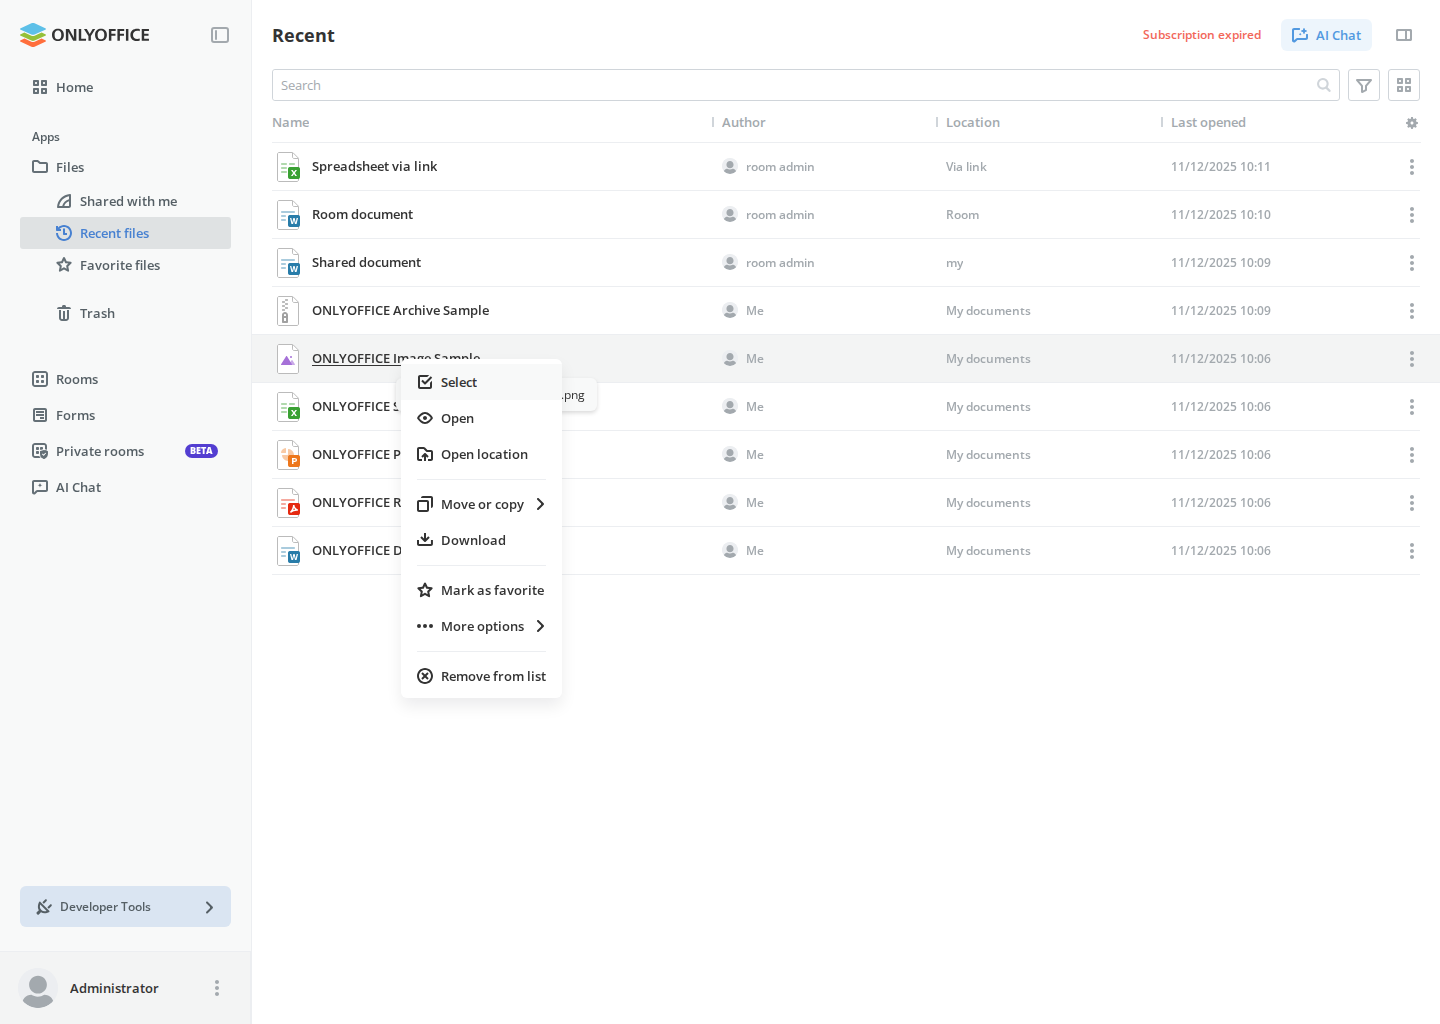 ONLYOFFICE
Home
Apps
Files
Shared with me
Recent files
Favorite files
Trash
Rooms
Forms
Private rooms BETA
AI Chat
Developer Tools
Administrator
Recent
Subscription expired
AI Chat
Search
Name Author Location Last opened
Spreadsheet via link room admin Via link 11/12/2025 10:11
Room document room admin Room 11/12/2025 10:10
Shared document room admin my 11/12/2025 10:09
ONLYOFFICE Archive Sample Me My documents 11/12/2025 10:09
ONLYOFFICE Image Sample Me My documents 11/12/2025 10:06
ONLYOFFICE .png Me My documents 11/12/2025 10:06
ONLYOFFICE P Me My documents 11/12/2025 10:06
ONLYOFFICE R Me My documents 11/12/2025 10:06
ONLYOFFICE D Me My documents 11/12/2025 10:06
Select
Open
Open location
Move or copy
Download
Mark as favorite
More options
Remove from list